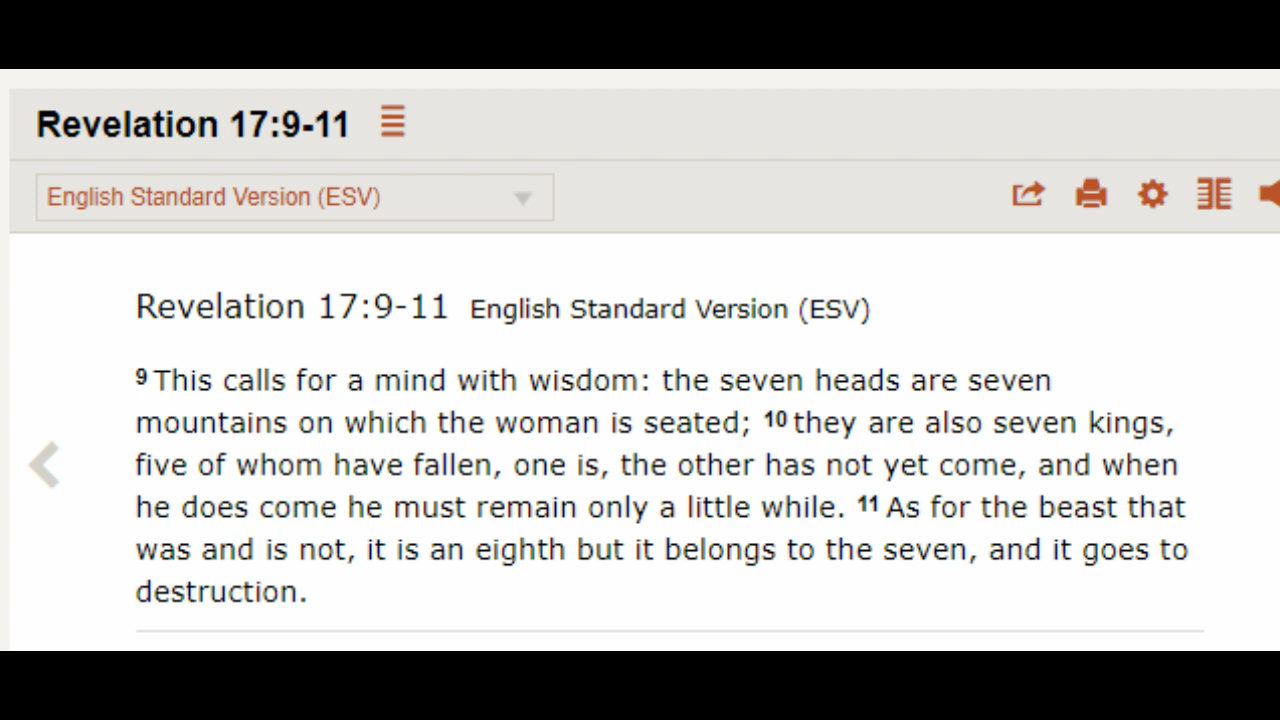 Revelation 17:9-11
English Standard Version (ESV)
Revelation 17:9-11 English Standard Version (ESV)
9 This calls for a mind with wisdom: the seven heads are seven
mountains on which the woman is seated; 10 they are also seven kings,
five of whom have fallen, one is, the other has not yet come, and when
he does come he must remain only a little while. 11 As for the beast that
was and is not, it is an eighth but it belongs to the seven, and it goes to
destruction.